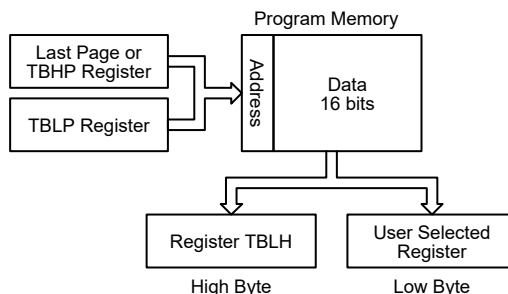 Program Memory
Last Page or
TBHP Register
TBLP Register
Address
Data
16 bits
Register TBLH
User Selected
Register
High Byte
Low Byte